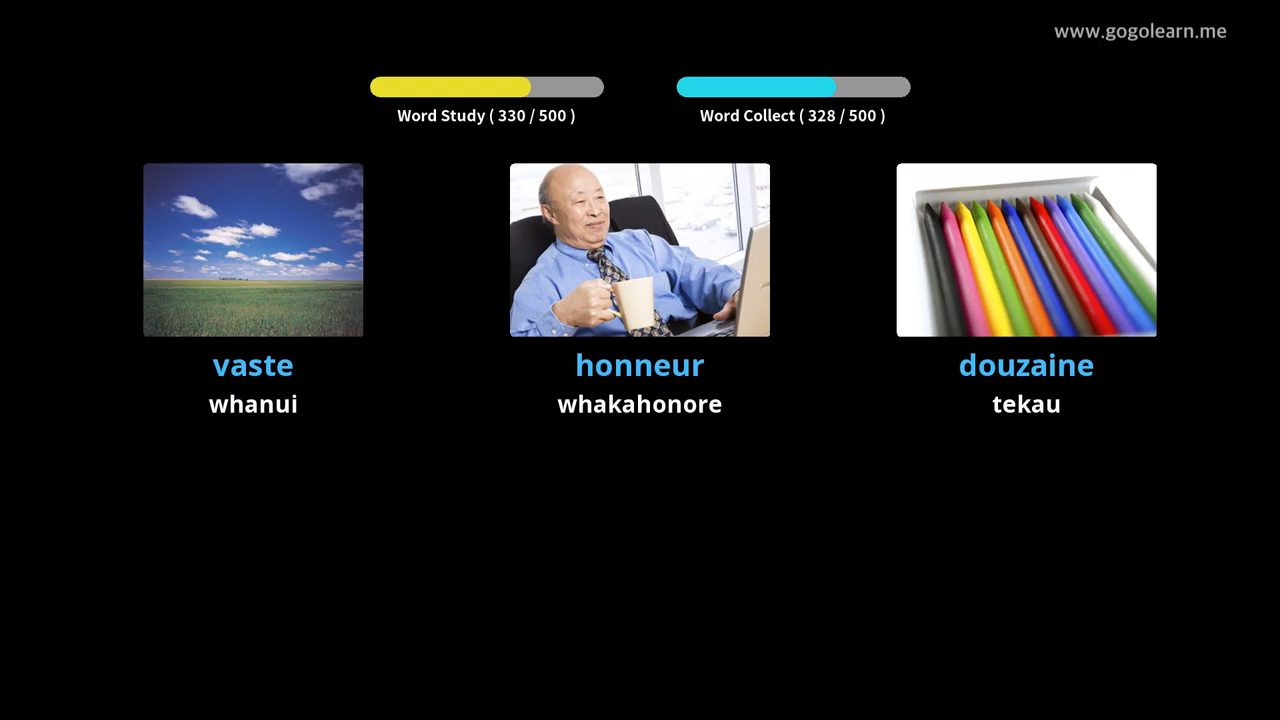 www.gogolearn.me
Word Study ( 330 / 500 )
Word Collect ( 328 / 500 )
vaste
whanui
honneur
whakahonore
douzaine
tekau